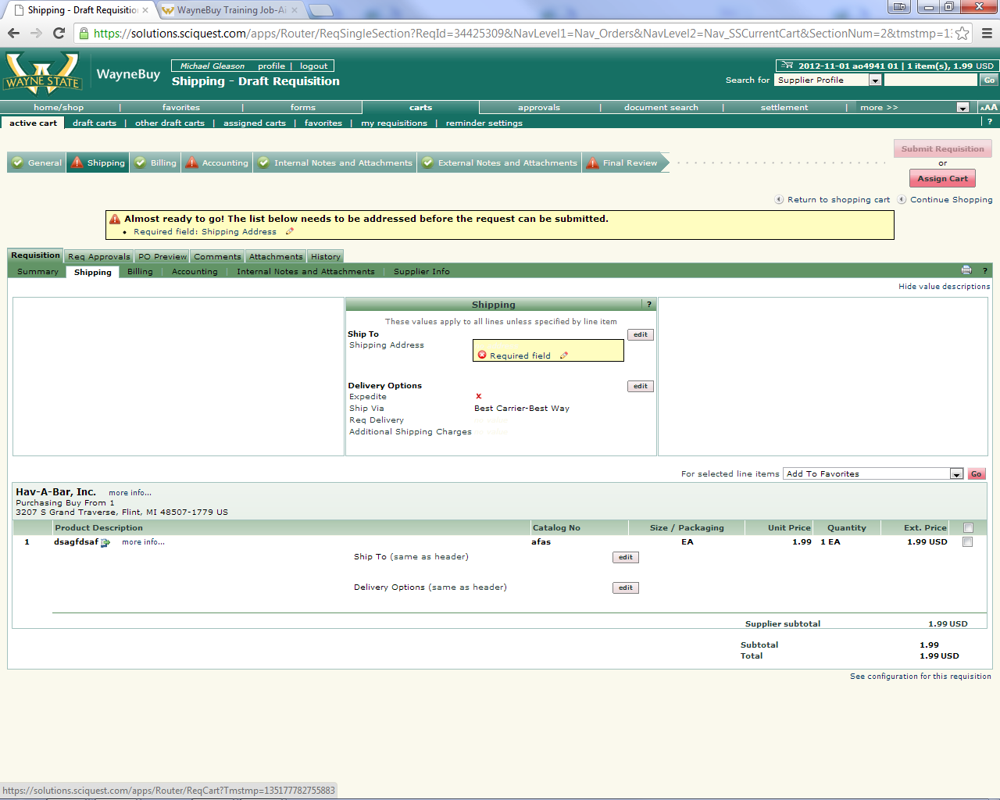 Shipping - Draft Requisition
WayneBuy Training Job-Ai
https://solutions.sciquest.com/apps/Router/ReqSingleSection?ReqId=34425309&NavLevel1=Nav_Orders&NavLevel2=Nav_SSCurrentCart&SectionNum=2&tmstmp=1
WAYNE STATE
WayneBuy
Michael Gleason profile | logout
Shipping - Draft Requisition
2012-11-01 ao4941 01 | 1 item(s), 1.99 USD
Search for Supplier Profile Go
home/shop | favorites | forms carts approvals | document search | settlement | more >> AAA
active cart draft carts | other draft carts | assigned carts | favorites | my requisitions | reminder settings | ?
General Shipping Billing Accounting Internal Notes and Attachments External Notes and Attachments Final Review
Submit Requisition
or
Assign Cart
Return to shopping cart Continue Shopping
Almost ready to go! The list below needs to be addressed before the request can be submitted.
• Required field: Shipping Address
Requisition Req Approvals PO Preview Comments Attachments History
Summary Shipping Billing | Accounting | Internal Notes and Attachments | Supplier Info ?
Hide value descriptions
Shipping ?
These values apply to all lines unless specified by line item
Ship To edit
Shipping Address
Required field
Delivery Options edit
Expedite x
Ship Via Best Carrier-Best Way
Req Delivery
Additional Shipping Charges
For selected line items Add To Favorites Go
Hav-A-Bar, Inc. more info...
Purchasing Buy From 1
3207 S Grand Traverse, Flint, MI 48507-1779 US
Product Description Catalog No Size / Packaging Unit Price Quantity Ext. Price
1 dsagfdsaf more info... afas EA 1.99 1 EA 1.99 USD
Ship To (same as header) edit
Delivery Options (same as header) edit
Supplier subtotal 1.99 USD
Subtotal 1.99
Total 1.99 USD
See configuration for this requisition
https://solutions.sciquest.com/apps/Router/ReqCart?Tmstmp=135177782755883